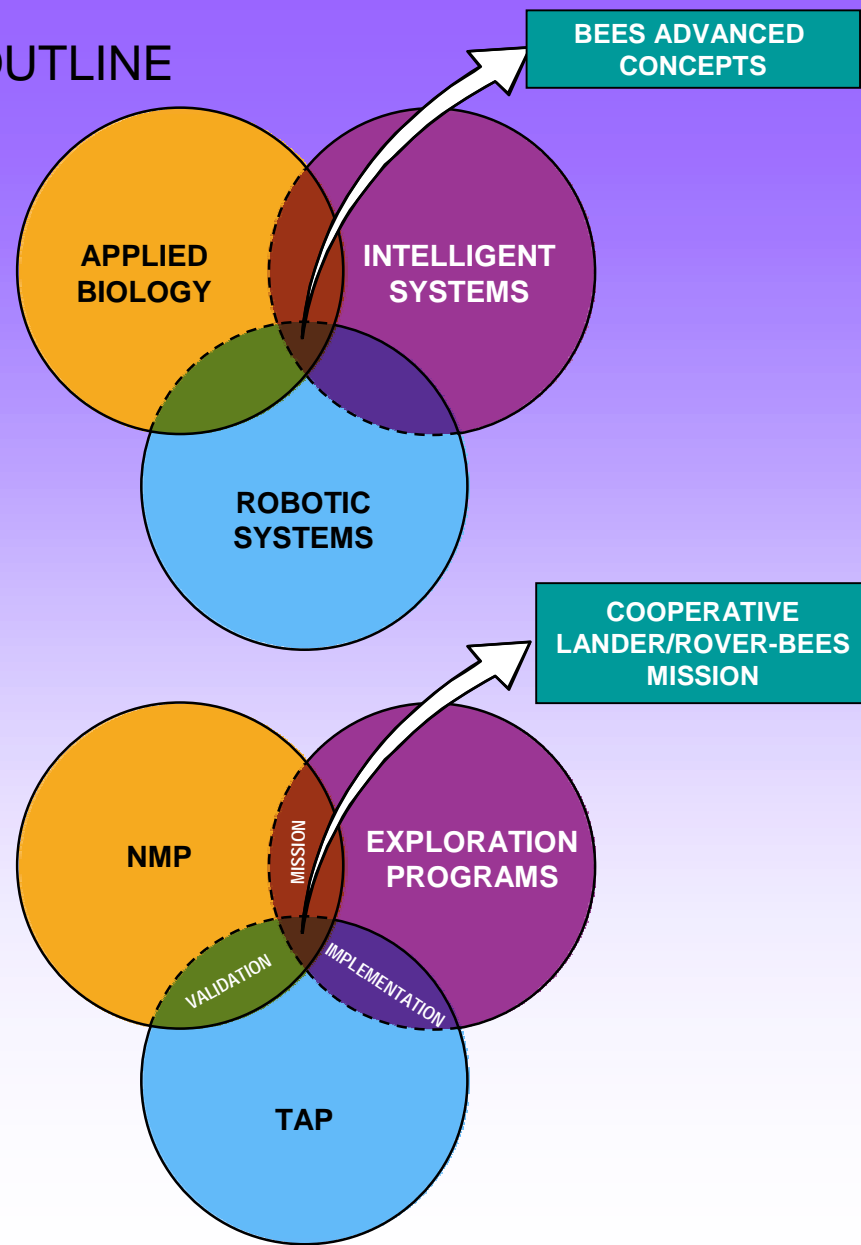 OUTLINE
BEES ADVANCED
CONCEPTS
APPLIED
BIOLOGY
INTELLIGENT
SYSTEMS
ROBOTIC
SYSTEMS
COOPERATIVE
LANDER/ROVER-BEES
MISSION
NMP
MISSION
EXPLORATION
PROGRAMS
VALIDATION
IMPLEMENTATION
TAP